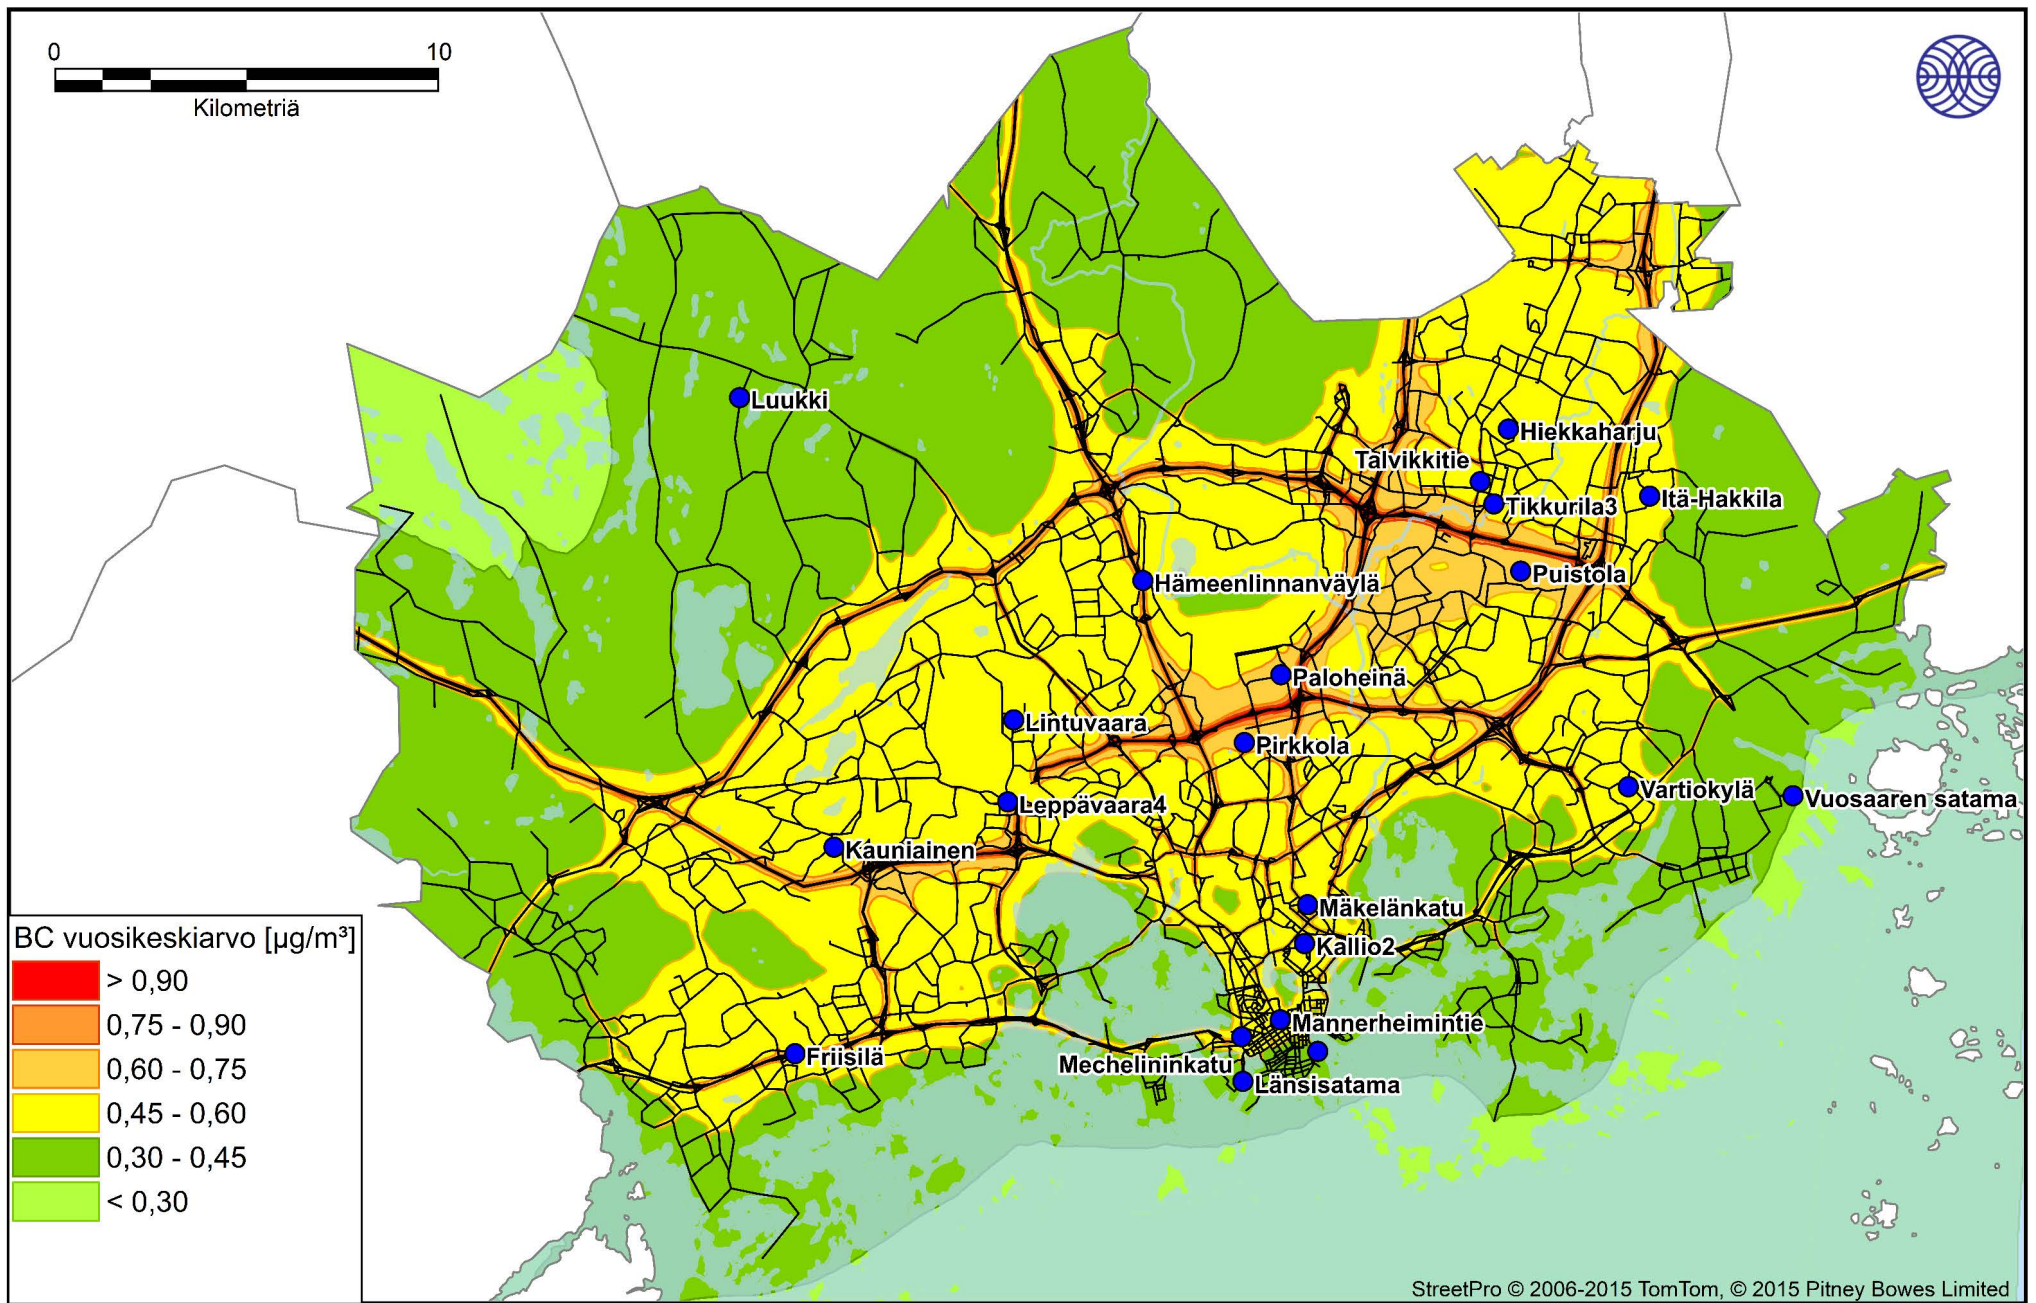 0 10
Kilometriä
Luukki
Hiekkaharju
Talvikkitie
Tikkurila3
Itä-Hakkila
Hämeenlinnanväylä
Puistola
Paloheinä
Lintuvaara
Pirkkola
Leppävaara4
Vartiokylä
Vuosaaren satama
Kauniainen
Mäkelänkatu
Kallio2
Mannerheimintie
Friisilä
Mechelininkatu
Länsisatama
BC vuosikeskiarvo [µg/m³]
> 0,90
0,75 - 0,90
0,60 - 0,75
0,45 - 0,60
0,30 - 0,45
< 0,30
StreetPro © 2006-2015 TomTom, © 2015 Pitney Bowes Limited